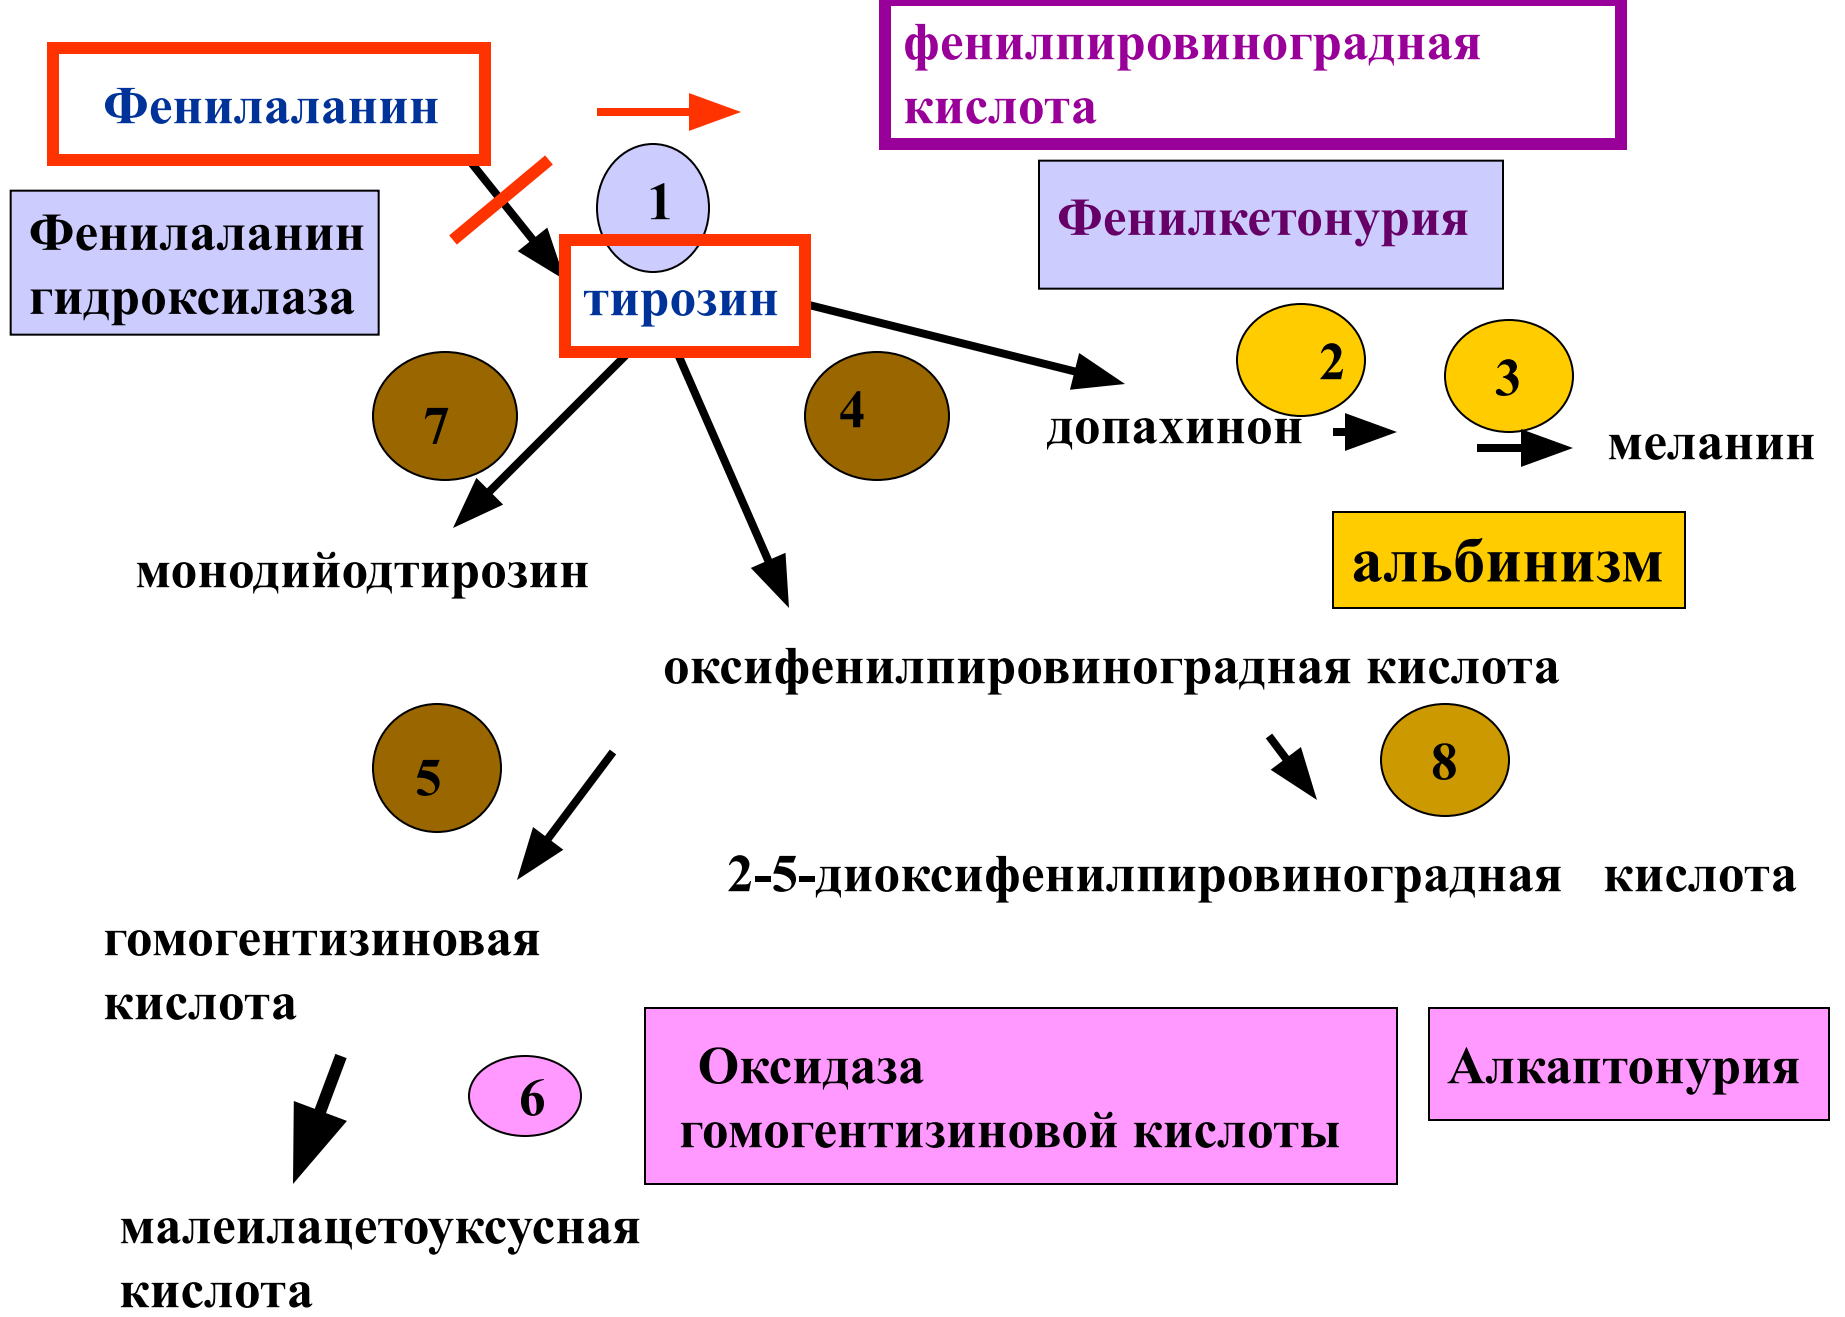 фенилпировиноградная
кислота
Фенилаланин
1
Фенилаланин
гидроксилаза
Фенилкетонурия
тирозин
2
3
7
4
допахинон
меланин
монодийодтирозин
альбинизм
оксифенилпировиноградная кислота
5
8
2-5-диоксифенилпировиноградная кислота
гомогентизиновая
кислота
6
Оксидаза
гомогентизиновой кислоты
Алкаптонурия
малеилацетоуксусная
кислота